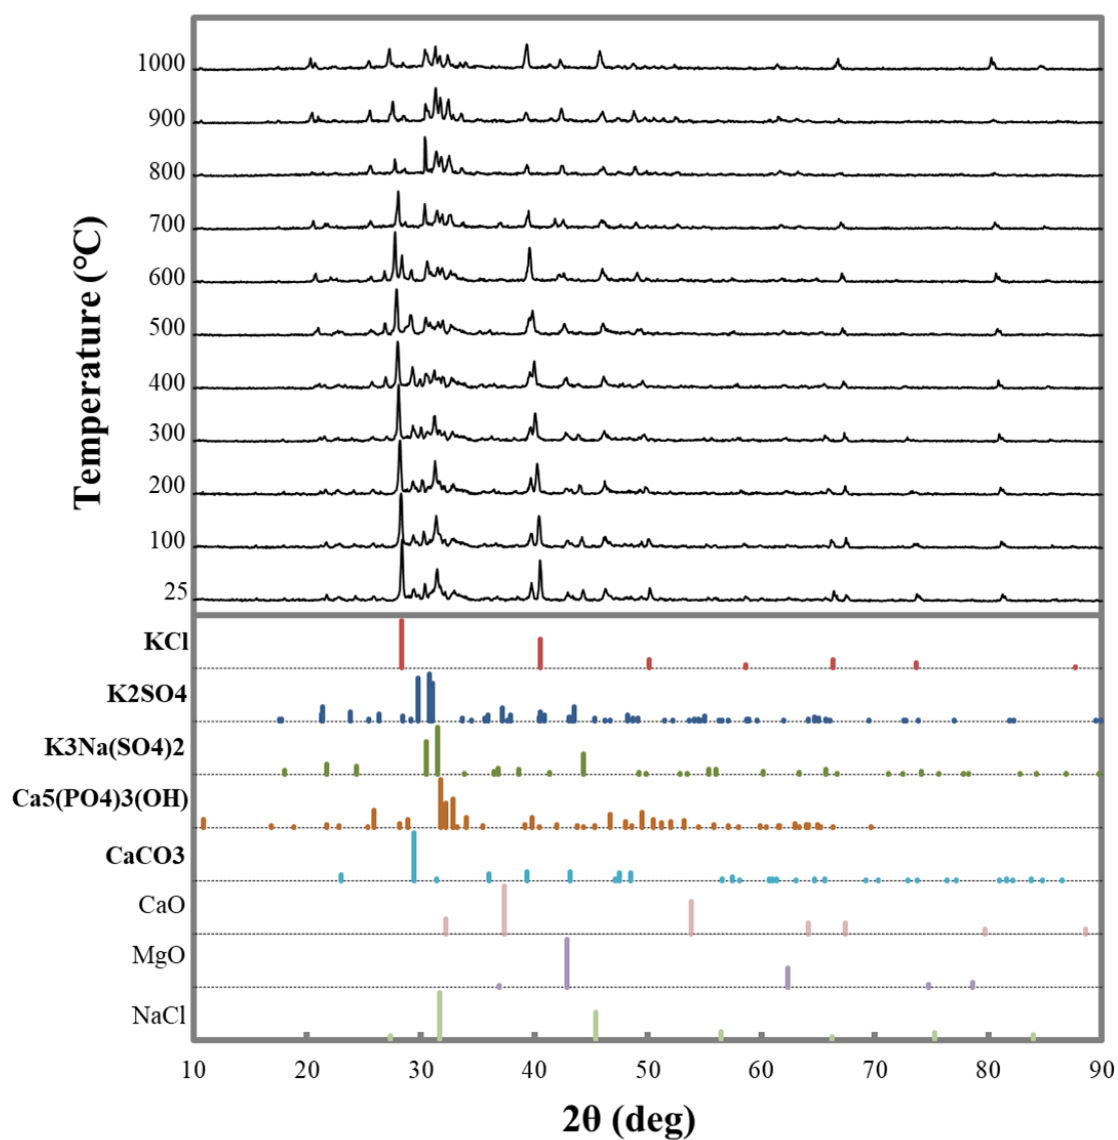 Temperature (°C)
1000
900
800
700
600
500
400
300
200
100
25
KCl
K2SO4
K3Na(SO4)2
Ca5(PO4)3(OH)
CaCO3
CaO
MgO
NaCl
10 20 30 40 50 60 70 80 90
2θ (deg)